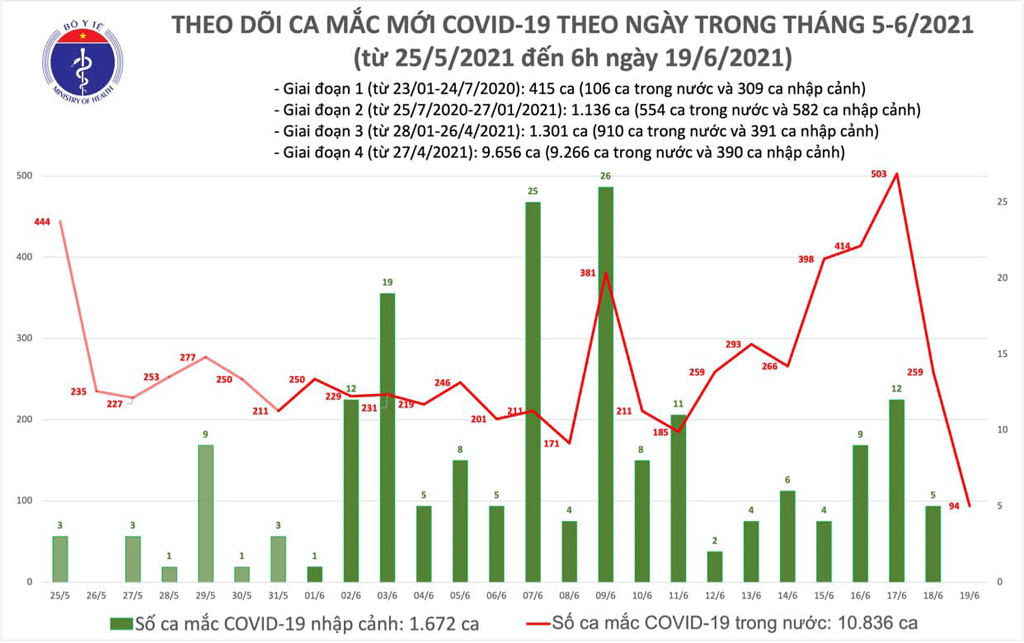 BỘ Y TẾ
MINISTRY OF HEALTH
THEO DÕI CA MẮC MỚI COVID-19 THEO NGÀY TRONG THÁNG 5-6/2021
(từ 25/5/2021 đến 6h ngày 19/6/2021)
- Giai đoạn 1 (từ 23/01-24/7/2020): 415 ca (106 ca trong nước và 309 ca nhập cảnh)
- Giai đoạn 2 (từ 25/7/2020-27/01/2021): 1.136 ca (554 ca trong nước và 582 ca nhập cảnh)
- Giai đoạn 3 (từ 28/01-26/4/2021): 1.301 ca (910 ca trong nước và 391 ca nhập cảnh)
- Giai đoạn 4 (từ 27/4/2021): 9.656 ca (9.266 ca trong nước và 390 ca nhập cảnh)
500
400
300
200
100
0
25
20
15
10
5
0
444 235 227 253 277 250 211 250 229 231 219 246 201 211 171 381 211 185 259 293 266 398 414 503 259 94
3 3 1 9 1 3 1 12 19 5 8 5 25 4 26 8 11 2 4 6 4 9 12 5
25/5 26/5 27/5 28/5 29/5 30/5 31/5 01/6 02/6 03/6 04/6 05/6 06/6 07/6 08/6 09/6 10/6 11/6 12/6 13/6 14/6 15/6 16/6 17/6 18/6 19/6
Số ca mắc COVID-19 nhập cảnh: 1.672 ca
Số ca mắc COVID-19 trong nước: 10.836 ca